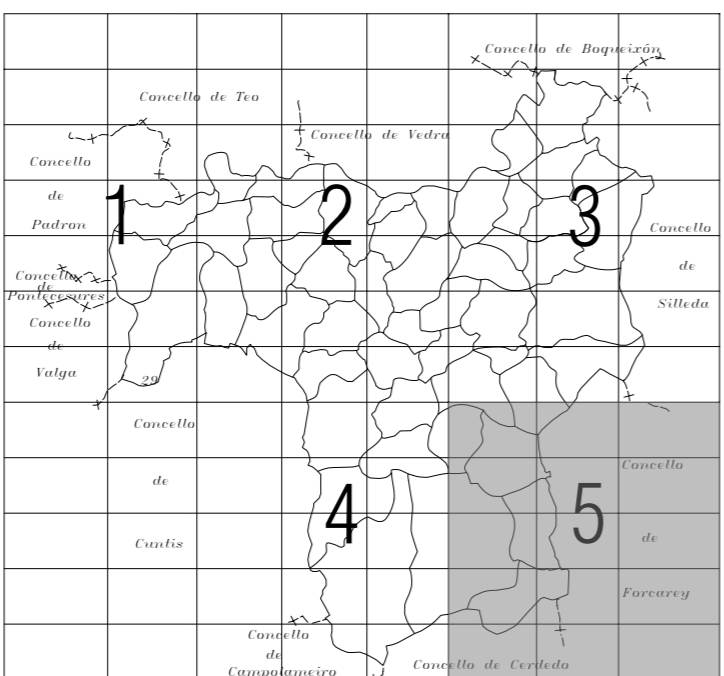 Concello de Boqueixón
Concello de Teo
Concello de Vedra
Concello
de
Padron
1
2
3
Concello
de
Silleda
Concello
de
Pontecesures
Concello
de
Valga
29
Concello
de
Cuntis
4
5
Concello
de
Forcarey
Concello
de
Campolameiro
Concello de Cerdedo